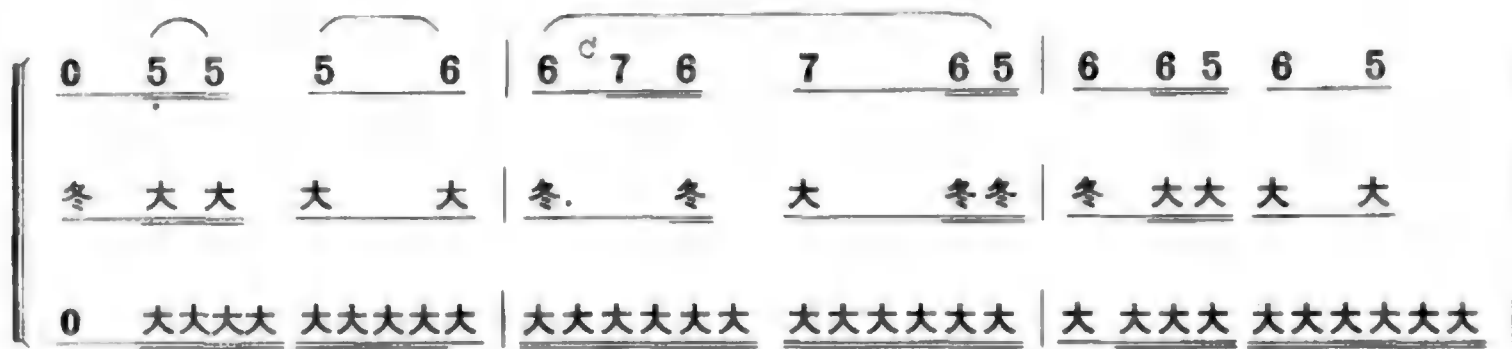 0 5 5 5 6 | 6 7 6 7 6 5 | 6 6 5 6 5
冬 大 大 大 大 | 冬. 冬 大 冬冬 | 冬 大大 大 大
0 大大大大 大大大大大 | 大大大大大大 大大大大大大 | 大 大大大 大大大大大大